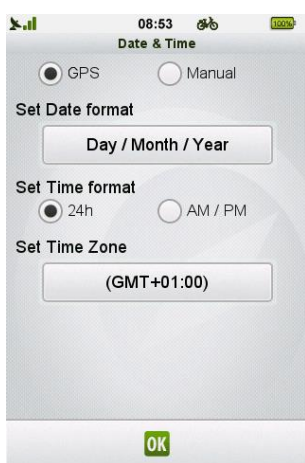 08:53 100%
Date & Time
GPS Manual
Set Date format
Day / Month / Year
Set Time format
24h AM / PM
Set Time Zone
(GMT+01:00)
OK